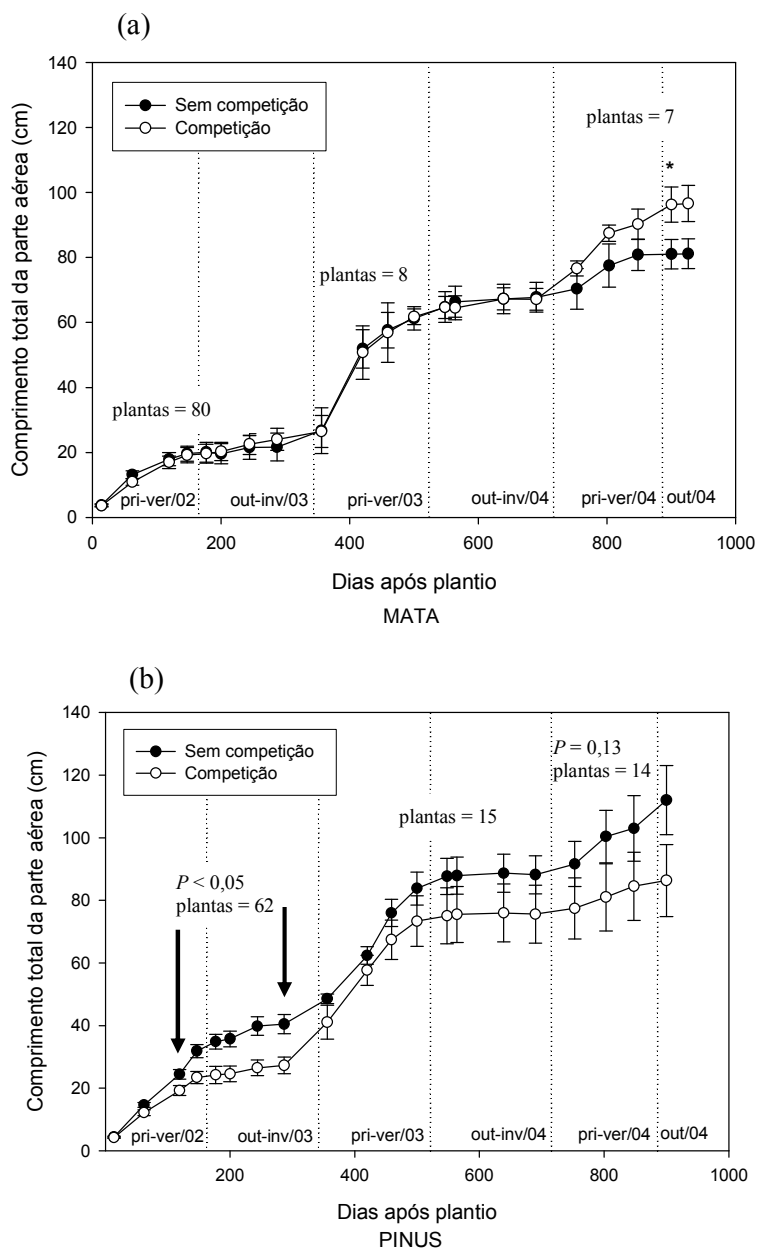 (a)
140
120
100
80
60
40
20
0
Comprimento total da parte aérea (cm)
Sem competição
Competição
plantas = 7
*
plantas = 8
plantas = 80
pri-ver/02
out-inv/03
pri-ver/03
out-inv/04
pri-ver/04
out/04
0
200
400
600
800
1000
Dias após plantio
MATA
(b)
140
120
100
80
60
40
20
0
Comprimento total da parte aérea (cm)
Sem competição
Competição
P = 0,13
plantas = 14
plantas = 15
P < 0,05
plantas = 62
pri-ver/02
out-inv/03
pri-ver/03
out-inv/04
pri-ver/04
out/04
200
400
600
800
1000
Dias após plantio
PINUS